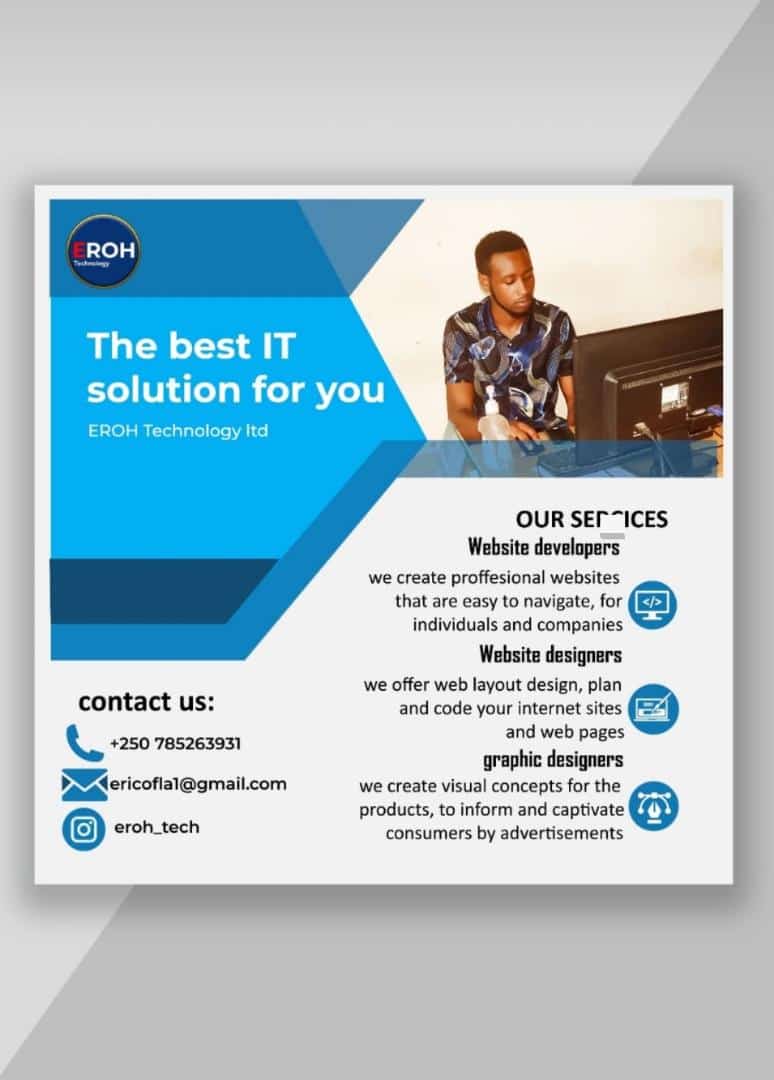 EROH
Technology
The best IT
solution for you
EROH Technology ltd
OUR
Website developers
we create proffesional websites
that are easy to navigate, for
individuals and companies
Website designers
we offer web layout design, plan
and code your internet sites
and web pages
graphic designers
we create visual concepts for the
products, to inform and captivate
consumers by advertisements
contact us:
+250 785263931
ericofla1@gmail.com
eroh_tech